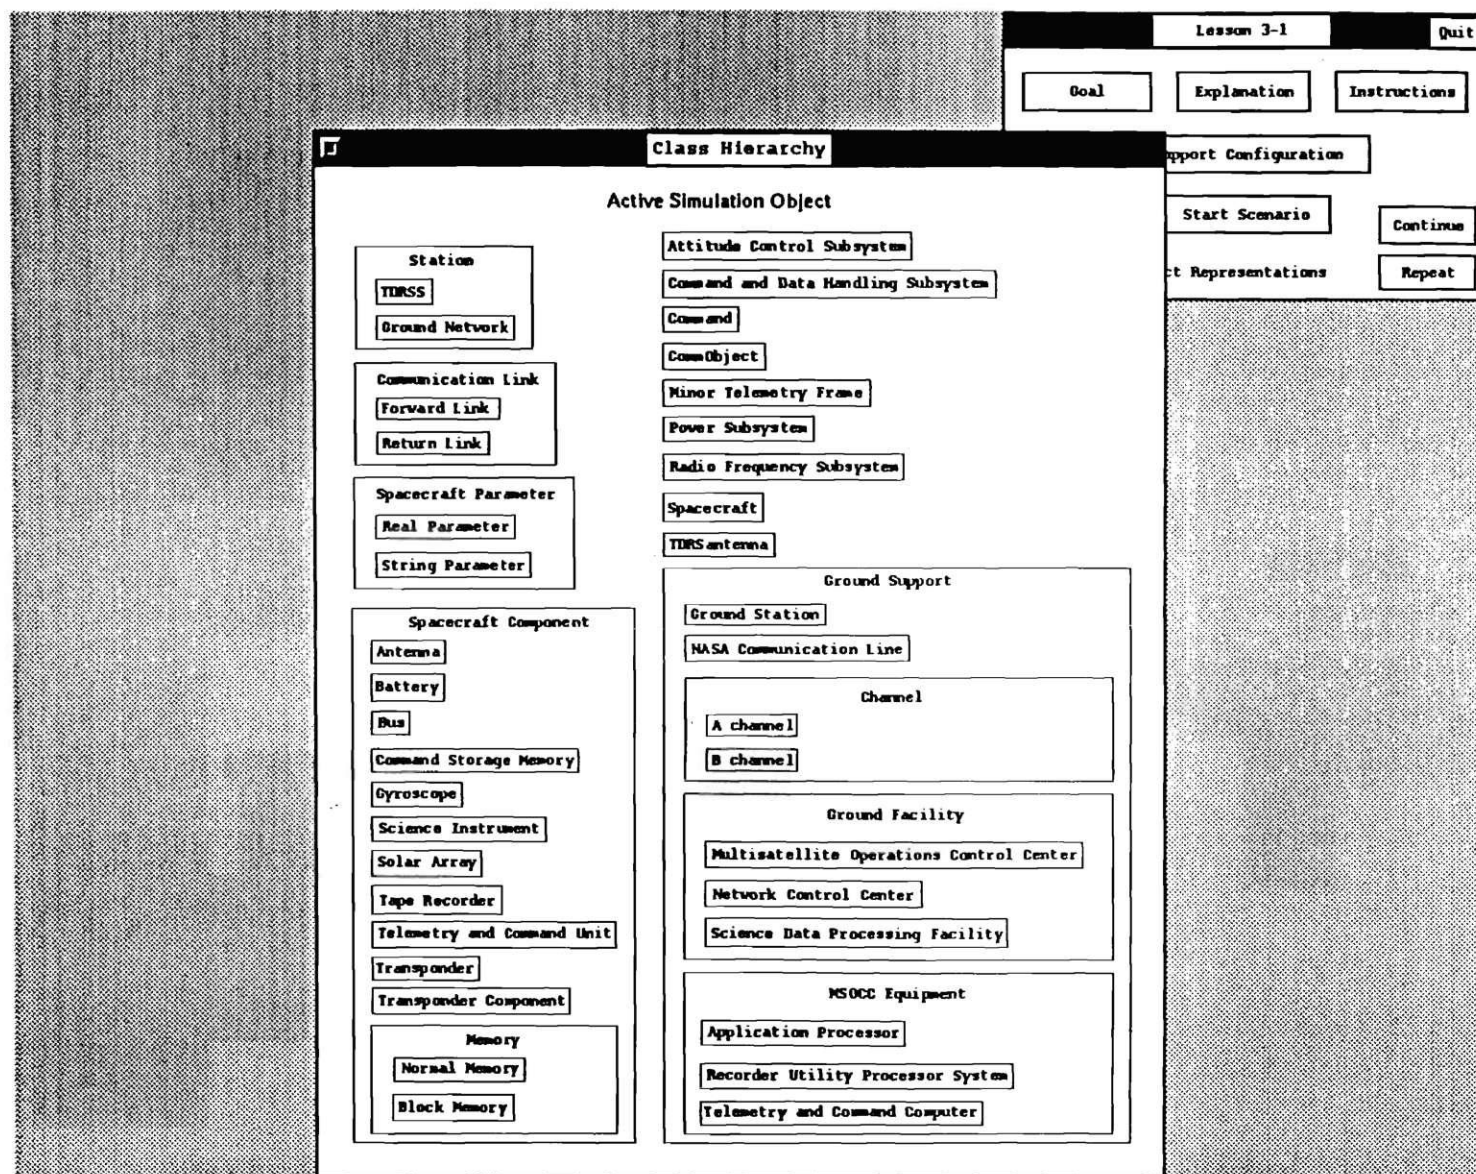 Lesson 3-1
Quit
Goal
Explanation
Instructions
pport Configuration
Start Scenario
Continue
ct Representations
Repeat
Class Hierarchy
Active Simulation Object
Station
TDRSS
Ground Network
Communication Link
Forward Link
Return Link
Spacecraft Parameter
Real Parameter
String Parameter
Spacecraft Component
Antenna
Battery
Bus
Command Storage Memory
Gyroscope
Science Instrument
Solar Array
Tape Recorder
Telemetry and Command Unit
Transponder
Transponder Component
Memory
Normal Memory
Block Memory
Attitude Control Subsystem
Command and Data Handling Subsystem
Command
CommObject
Minor Telemetry Frame
Power Subsystem
Radio Frequency Subsystem
Spacecraft
TDRSantenna
Ground Support
Ground Station
NASA Communication Line
Channel
A channel
B channel
Ground Facility
Multisatellite Operations Control Center
Network Control Center
Science Data Processing Facility
MSOCC Equipment
Application Processor
Recorder Utility Processor System
Telemetry and Command Computer